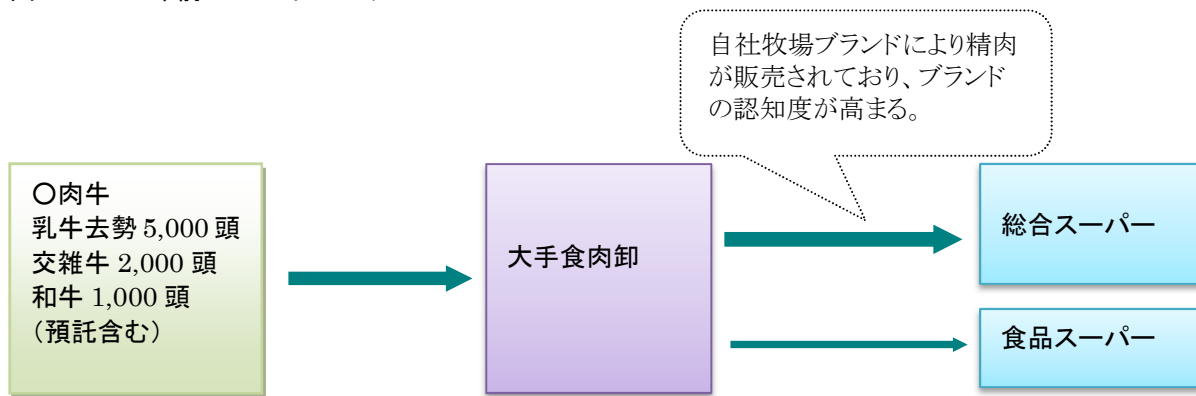 自社牧場ブランドにより精肉
が販売されており、ブランド
の認知度が高まる。
〇肉牛
乳牛去勢 5,000 頭
交雑牛 2,000 頭
和牛 1,000 頭
（預託含む）
大手食肉卸
総合スーパー
食品スーパー